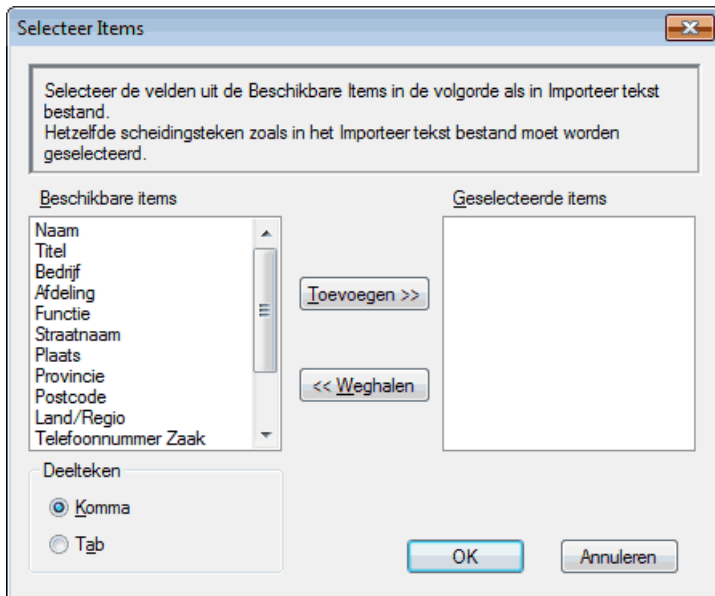 Selecteer Items
Selecteer de velden uit de Beschikbare Items in de volgorde als in Importeer tekst
bestand.
Hetzelfde scheidingsteken zoals in het Importeer tekst bestand moet worden
geselecteerd.
Beschikbare items
Geselecteerde items
Naam
Titel
Bedrijf
Afdeling
Functie
Straatnaam
Plaats
Provincie
Postcode
Land/Regio
Telefoonnummer Zaak
Toevoegen >>
<< Weghalen
Deelteken
Komma
Tab
OK
Annuleren